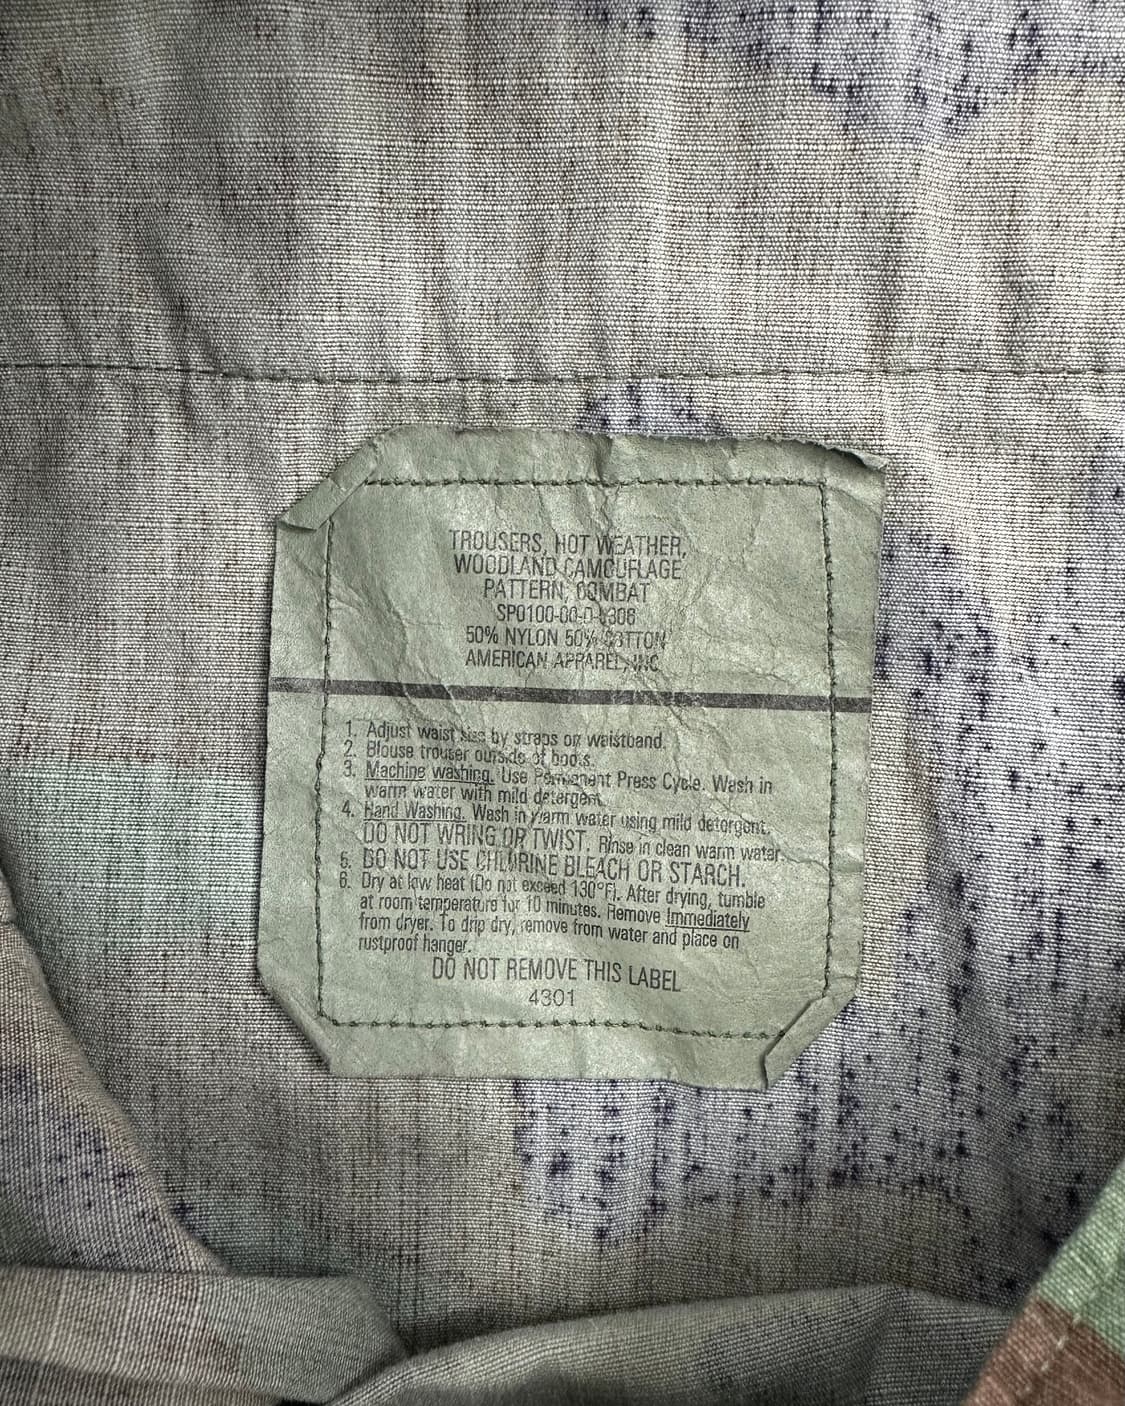 TROUSERS, HOT WEATHER,
WOODLAND CAMOUFLAGE
PATTERN, COMBAT
50% NYLON 50% COTTON
AMERICAN APPAREL, INC.
1. Adjust waist size by straps on waistband.
2. Blouse trouser outside of boots.
3. Machine washing. Use Permanent Press Cycle. Wash in
warm water with mild detergent.
4. Hand Washing. Wash in warm water using mild detergent.
DO NOT WRING OR TWIST. Rinse in clean warm water.
5. DO NOT USE CHLORINE BLEACH OR STARCH.
6. Dry at low heat (Do not exceed 130°F). After drying, tumble
at room temperature for 10 minutes. Remove Immediately
from dryer. To drip dry, remove from water and place on
rustproof hanger.
DO NOT REMOVE THIS LABEL
4301